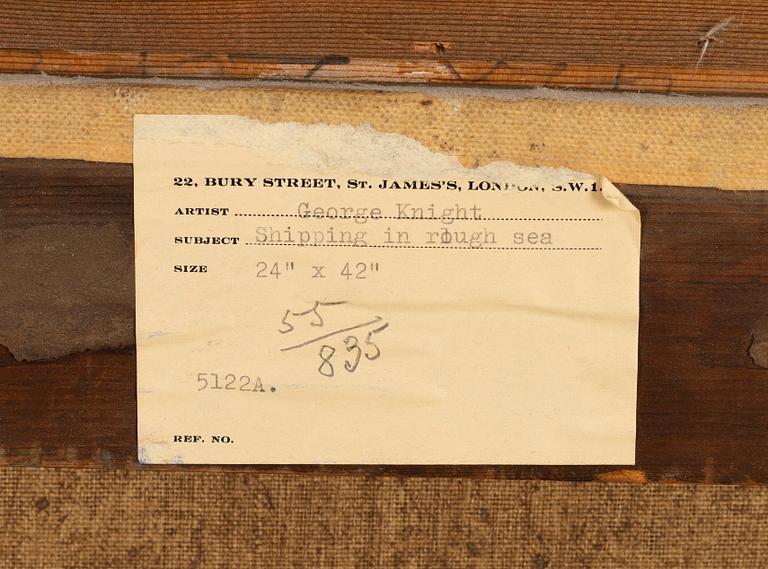 22, BURY STREET, ST. JAMES'S, LONDON, S.W.1.
ARTIST George Knight
SUBJECT Shipping in rough sea
SIZE 24" x 42"
55/835
5122A.
REF. NO.